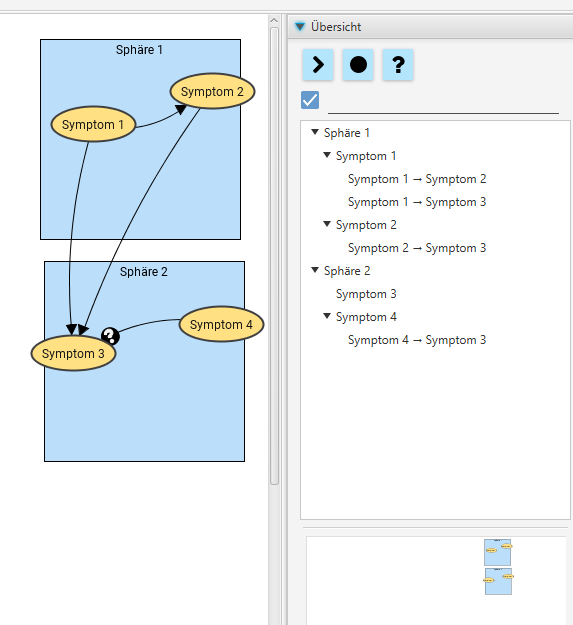 Sphäre 1
Symptom 2
Symptom 1
Sphäre 2
Symptom 4
?
Symptom 3
Übersicht
?
Sphäre 1
Symptom 1
Symptom 1 → Symptom 2
Symptom 1 → Symptom 3
Symptom 2
Symptom 2 → Symptom 3
Sphäre 2
Symptom 3
Symptom 4
Symptom 4 → Symptom 3